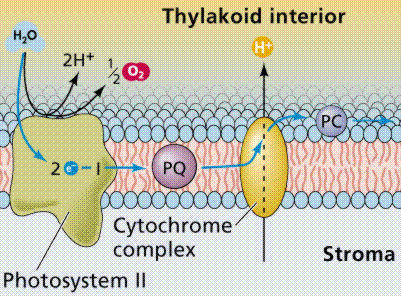 Thylakoid interior
H₂O
H+
2H+
½
O₂
PC
2 e- I
PQ
Cytochrome
complex
Stroma
Photosystem II